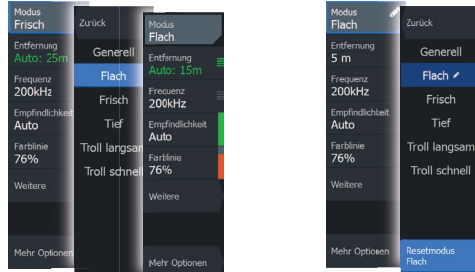 Modus
Frisch
Entfernung
Auto: 25m
Frequenz
200kHz
Empfindlichkeit
Auto
Farblinie
76%
Weitere
Mehr Optionen
Zurück
Generell
Flach
Frisch
Tief
Troll langsam
Troll schnell
Modus
Flach
Entfernung
Auto: 15m
Frequenz
200kHz
Empfindlichkeit
Auto
Farblinie
76%
Weitere
Mehr Optionen
Modus
Flach
Entfernung
5 m
Frequenz
200kHz
Empfindlichkeit
Auto
Farblinie
76%
Weitere
Mehr Optionen
Zurück
Generell
Flach
Frisch
Tief
Troll langsam
Troll schnell
Resetmodus
Flach